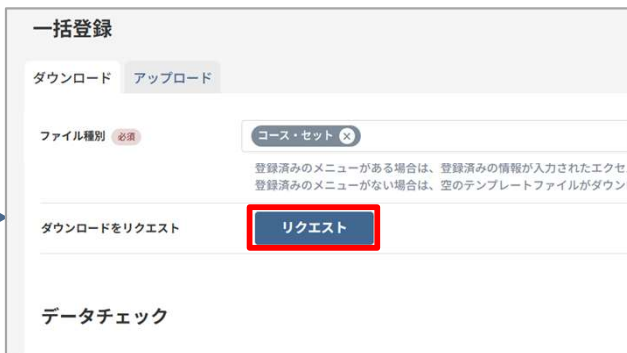 一括登録
ダウンロード アップロード
ファイル種別 必須 コース・セット
登録済みのメニューがある場合は、登録済みの情報が入力されたエクセ
登録済みのメニューがない場合は、空のテンプレートファイルがダウン
ダウンロードをリクエスト リクエスト
データチェック